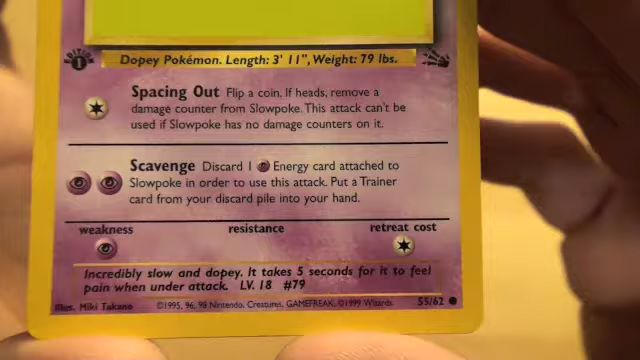 EDITION
1
Dopey Pokémon. Length: 3' 11", Weight: 79 lbs.
Spacing Out Flip a coin. If heads, remove a
damage counter from Slowpoke. This attack can't be
used if Slowpoke has no damage counters on it.
Scavenge Discard 1 Energy card attached to
Slowpoke in order to use this attack. Put a Trainer
card from your discard pile into your hand.
weakness resistance retreat cost
Incredibly slow and dopey. It takes 5 seconds for it to feel
pain when under attack. LV. 18 #79
Illus. Miki Takano ©1995, 96, 98 Nintendo, Creatures, GAMEFREAK. ©1999 Wizards. 55/62